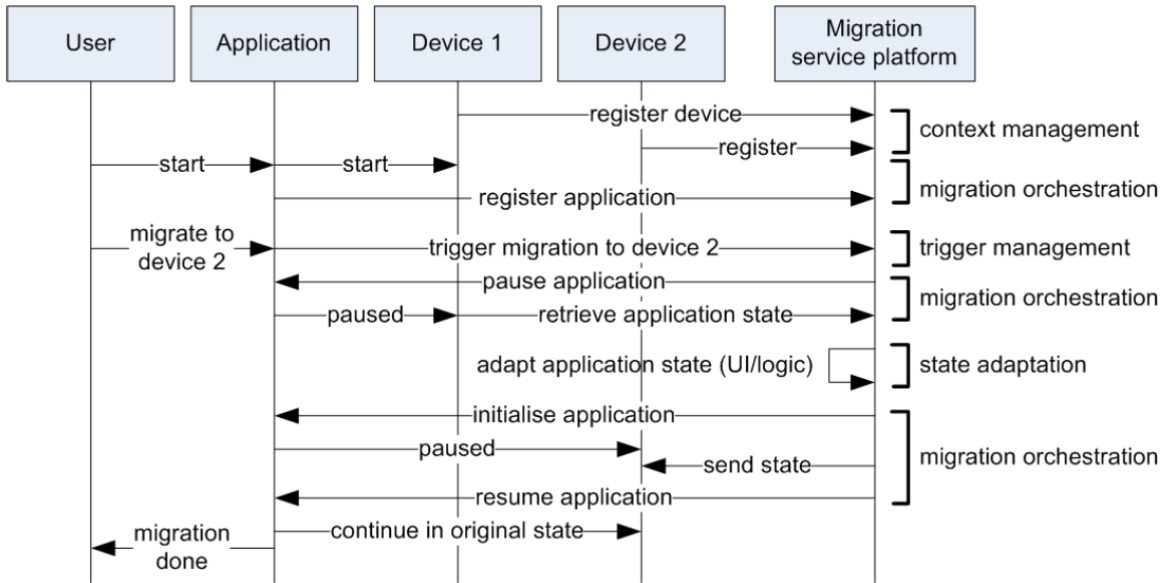 User
Application
Device 1
Device 2
Migration
service platform
register device
context management
register
start
start
migration orchestration
register application
migrate to
device 2
trigger migration to device 2
trigger management
pause application
migration orchestration
paused
retrieve application state
adapt application state (UI/logic)
state adaptation
initialise application
paused
migration orchestration
send state
resume application
continue in original state
migration
done